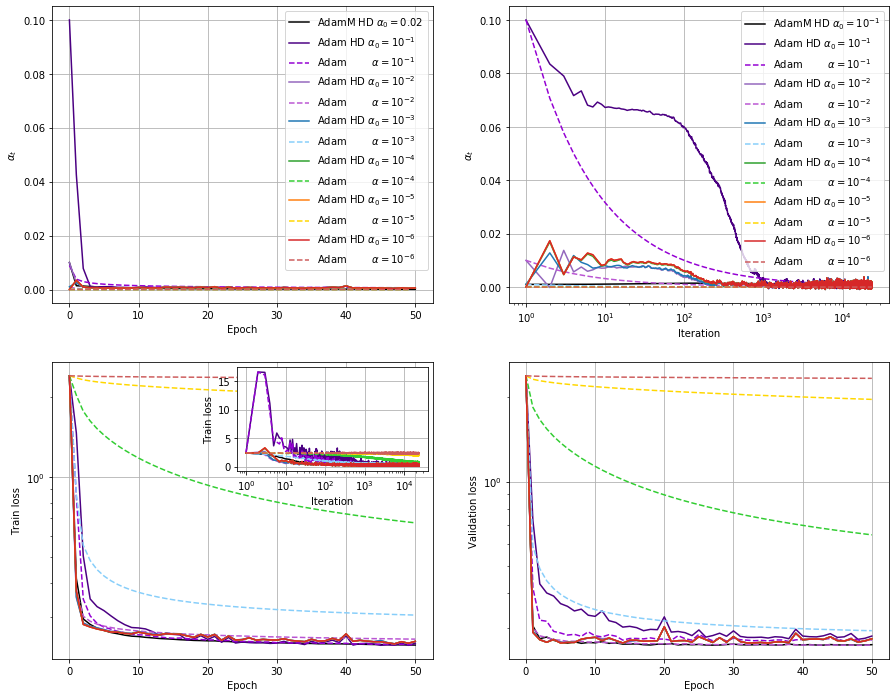 0.10
0.08
0.06
0.04
0.02
0.00
αt
0 10 20 30 40 50
Epoch
AdamM HD α0 = 0.02
Adam HD α0 = 10−1
Adam α = 10−1
Adam HD α0 = 10−2
Adam α = 10−2
Adam HD α0 = 10−3
Adam α = 10−3
Adam HD α0 = 10−4
Adam α = 10−4
Adam HD α0 = 10−5
Adam α = 10−5
Adam HD α0 = 10−6
Adam α = 10−6
0.10
0.08
0.06
0.04
0.02
0.00
αt
100 101 102 103 104
Iteration
AdamM HD α0 = 10−1
Adam HD α0 = 10−1
Adam α = 10−1
Adam HD α0 = 10−2
Adam α = 10−2
Adam HD α0 = 10−3
Adam α = 10−3
Adam HD α0 = 10−4
Adam α = 10−4
Adam HD α0 = 10−5
Adam α = 10−5
Adam HD α0 = 10−6
Adam α = 10−6
100
Train loss
0 10 20 30 40 50
Epoch
15.0
12.5
10.0
7.5
5.0
2.5
0
Train loss
100 101 102 103 104
Iteration
100
Validation loss
0 10 20 30 40 50
Epoch